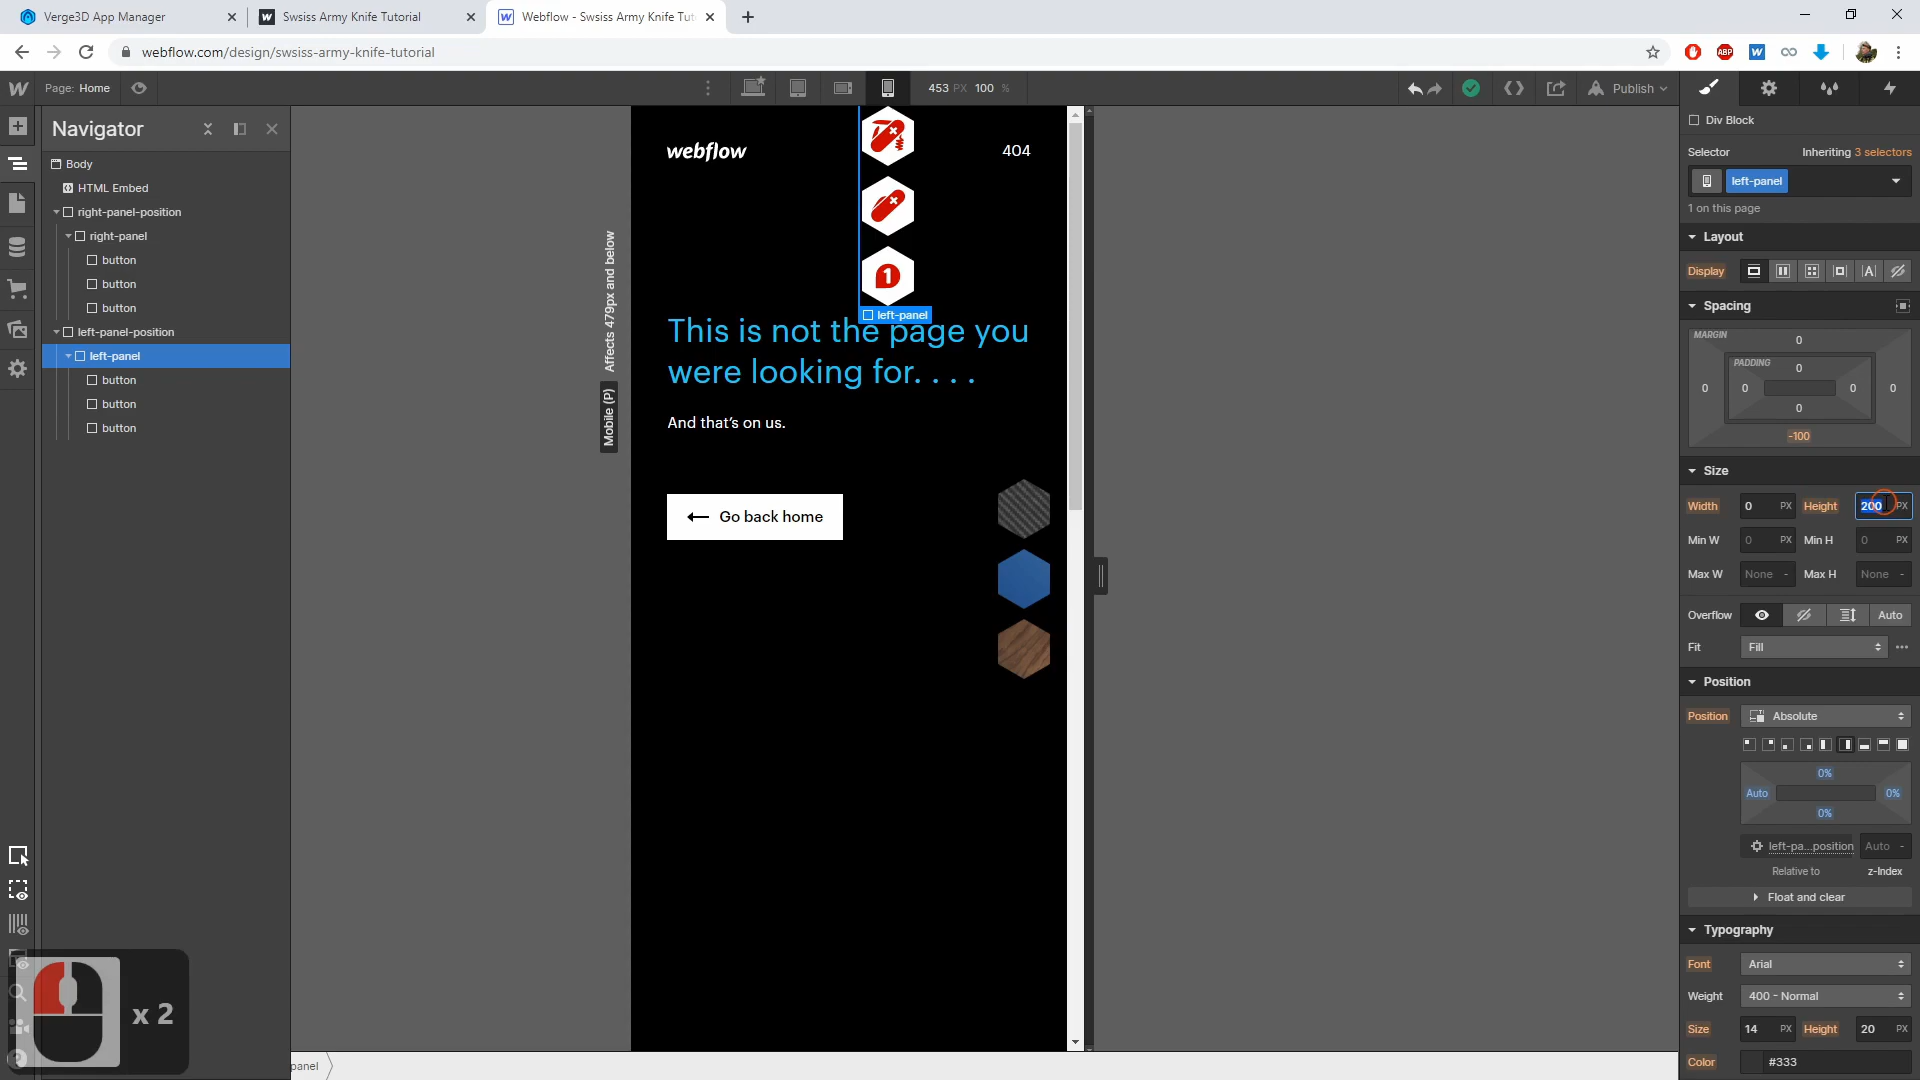 Verge3D App Manager
Swsiss Army Knife Tutorial
Webflow - Swsiss Army Knife Tut
webflow.com/design/swsiss-army-knife-tutorial
ABP
W
W
Page: Home
453 PX 100 %
Publish
Navigator
Body
HTML Embed
right-panel-position
right-panel
button
button
button
left-panel-position
left-panel
button
button
button
Affects 479px and below
Mobile (P)
webflow
404
1
left-panel
This is not the page you
were looking for. . . .
And that's on us.
Go back home
x 2
panel
Div Block
Selector
Inheriting 3 selectors
left-panel
1 on this page
Layout
Display
Spacing
MARGIN
0
PADDING
0
0 0 0 0
0
-100
Size
Width 0 PX Height 200 PX
Min W 0 PX Min H 0 PX
Max W None - Max H None -
Overflow Auto
Fit Fill
Position
Position Absolute
0%
Auto 0%
0%
left-pa...position Auto -
Relative to z-Index
Float and clear
Typography
Font Arial
Weight 400 - Normal
Size 14 PX Height 20 PX
Color #333